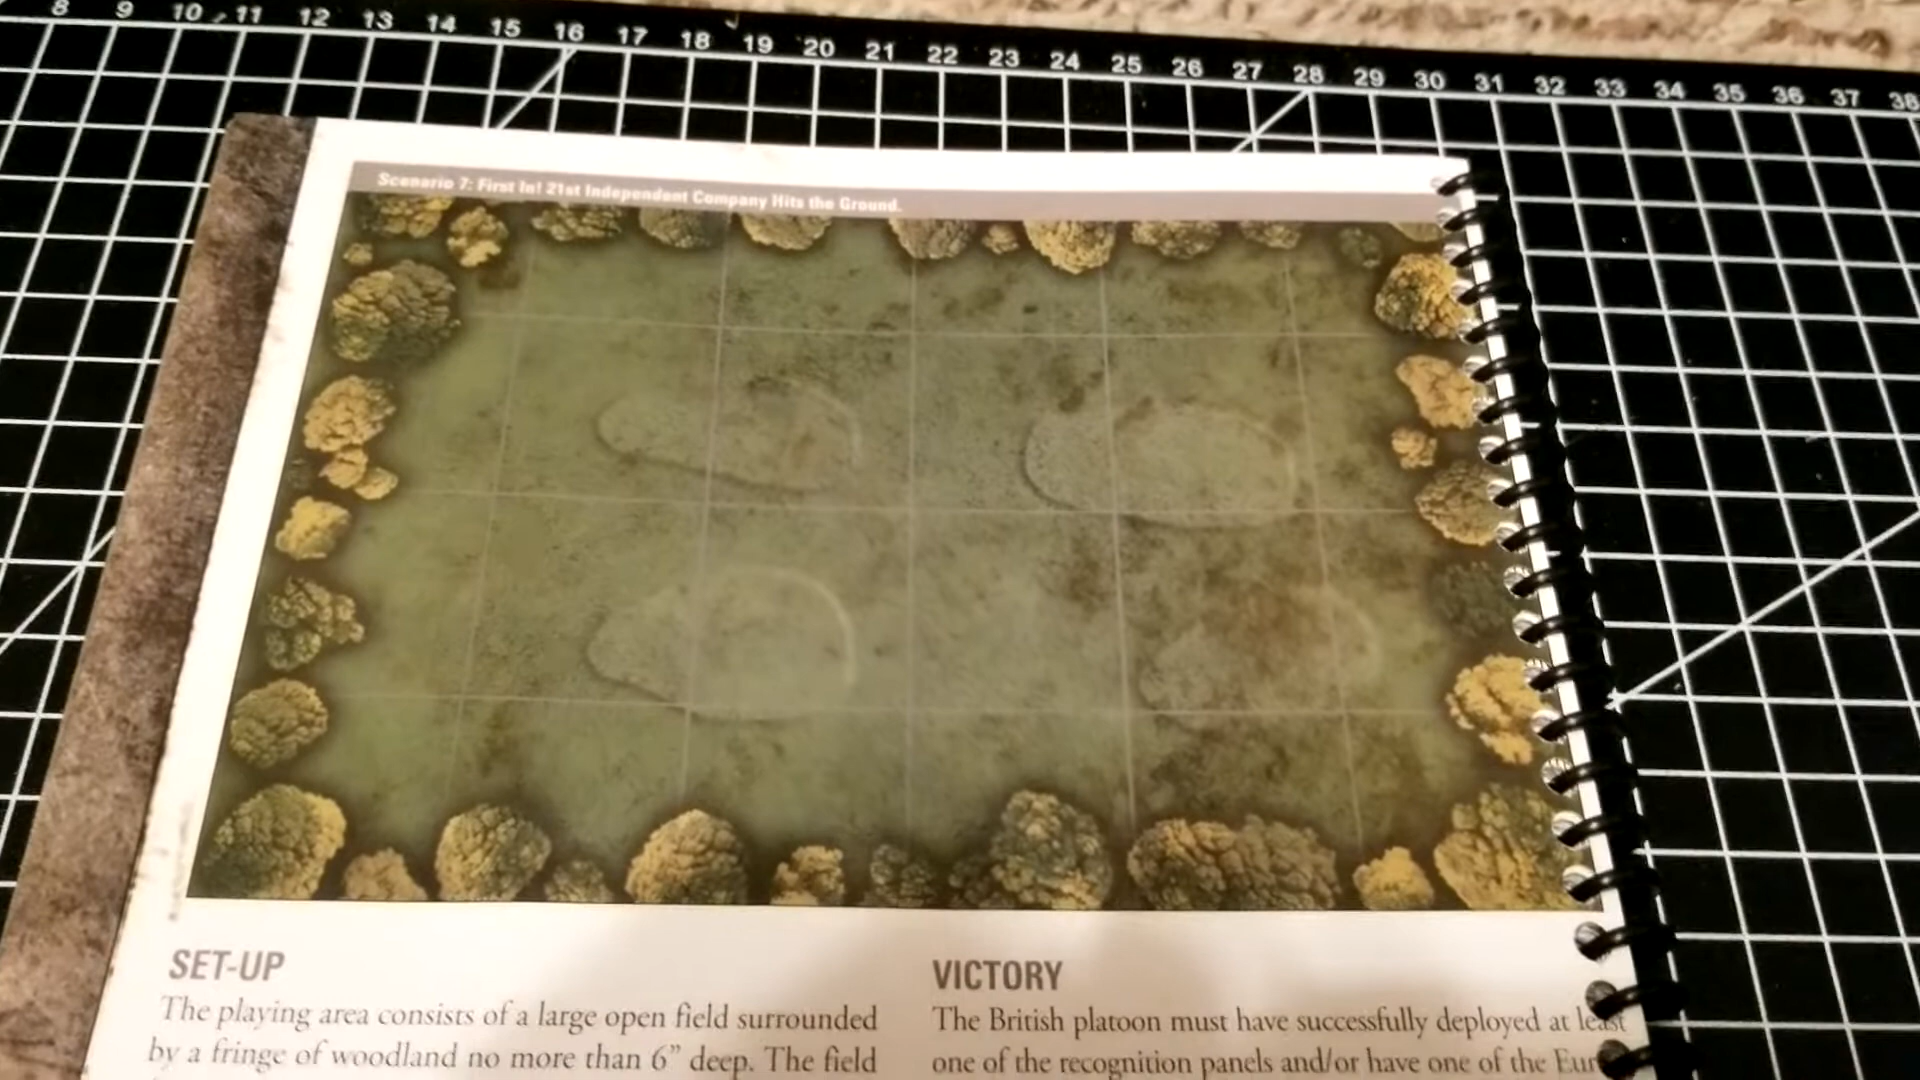 8 9 10 11 12 13 14 15 16 17 18 19 20 21 22 23 24 25 26 27 28 29 30 31 32 33 34 35 36 37 38
Scenario 7: First In! 21st Independent Company Hits the Ground.
SET-UP
The playing area consists of a large open field surrounded
by a fringe of woodland no more than 6” deep. The field
VICTORY
The British platoon must have successfully deployed at least
one of the recognition panels and/or have one of the